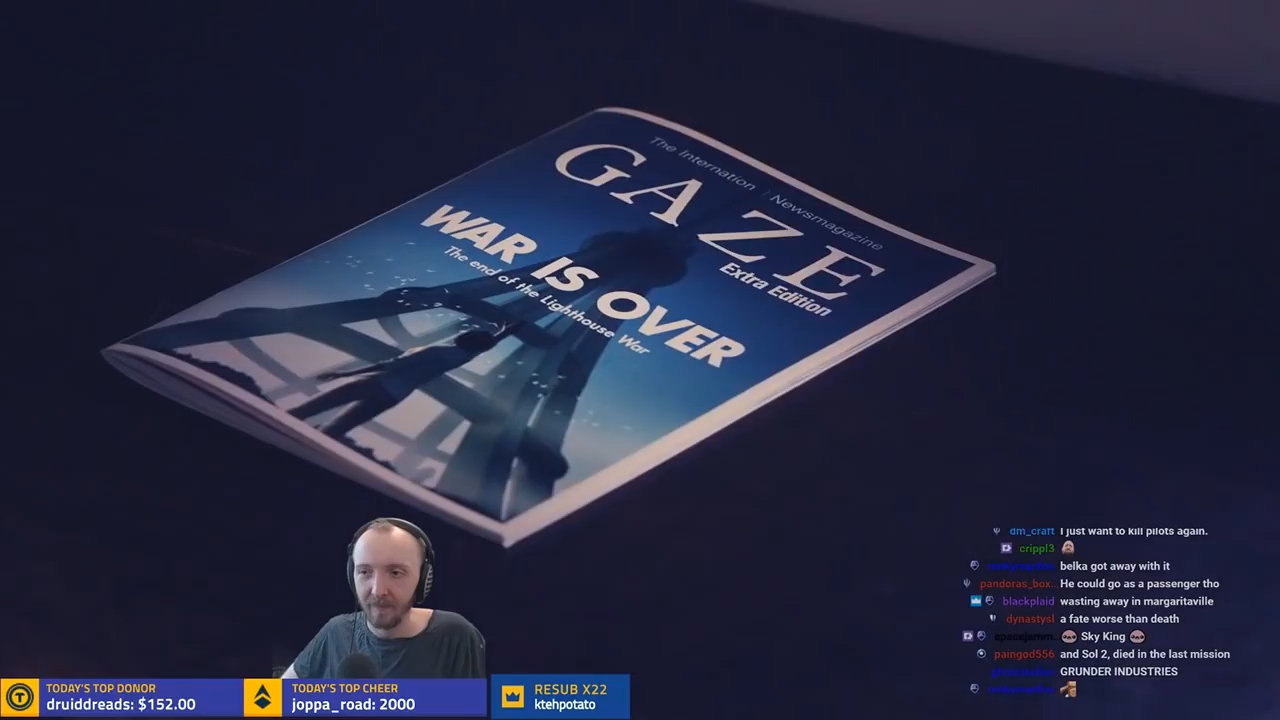 The Internation
Newsmagazine
GAZE
Extra Edition
WAR IS OVER
The end of the Lighthouse War
dm_craft I just want to kill pilots again.
crippl3
belka got away with it
pandoras_box... He could go as a passenger tho
blackplaid wasting away in margaritaville
dynastysl a fate worse than death
Sky King
paingod556 and Sol 2, died in the last mission
GRUNDER INDUSTRIES
TODAY'S TOP DONOR
druiddreads: $152.00
TODAY'S TOP CHEER
joppa_road: 2000
RESUB X22
ktehpotato